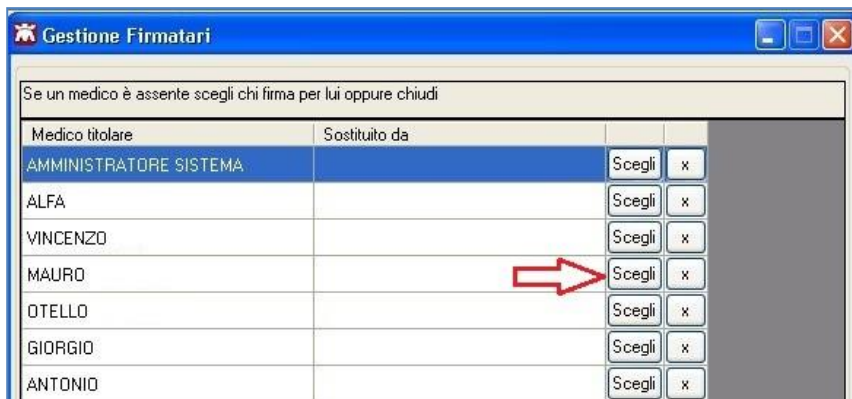 Gestione Firmatari
Se un medico è assente scegli chi firma per lui oppure chiudi
Medico titolare Sostituito da
AMMINISTRATORE SISTEMA Scegli x
ALFA Scegli x
VINCENZO Scegli x
MAURO Scegli x
OTELLO Scegli x
GIORGIO Scegli x
ANTONIO Scegli x